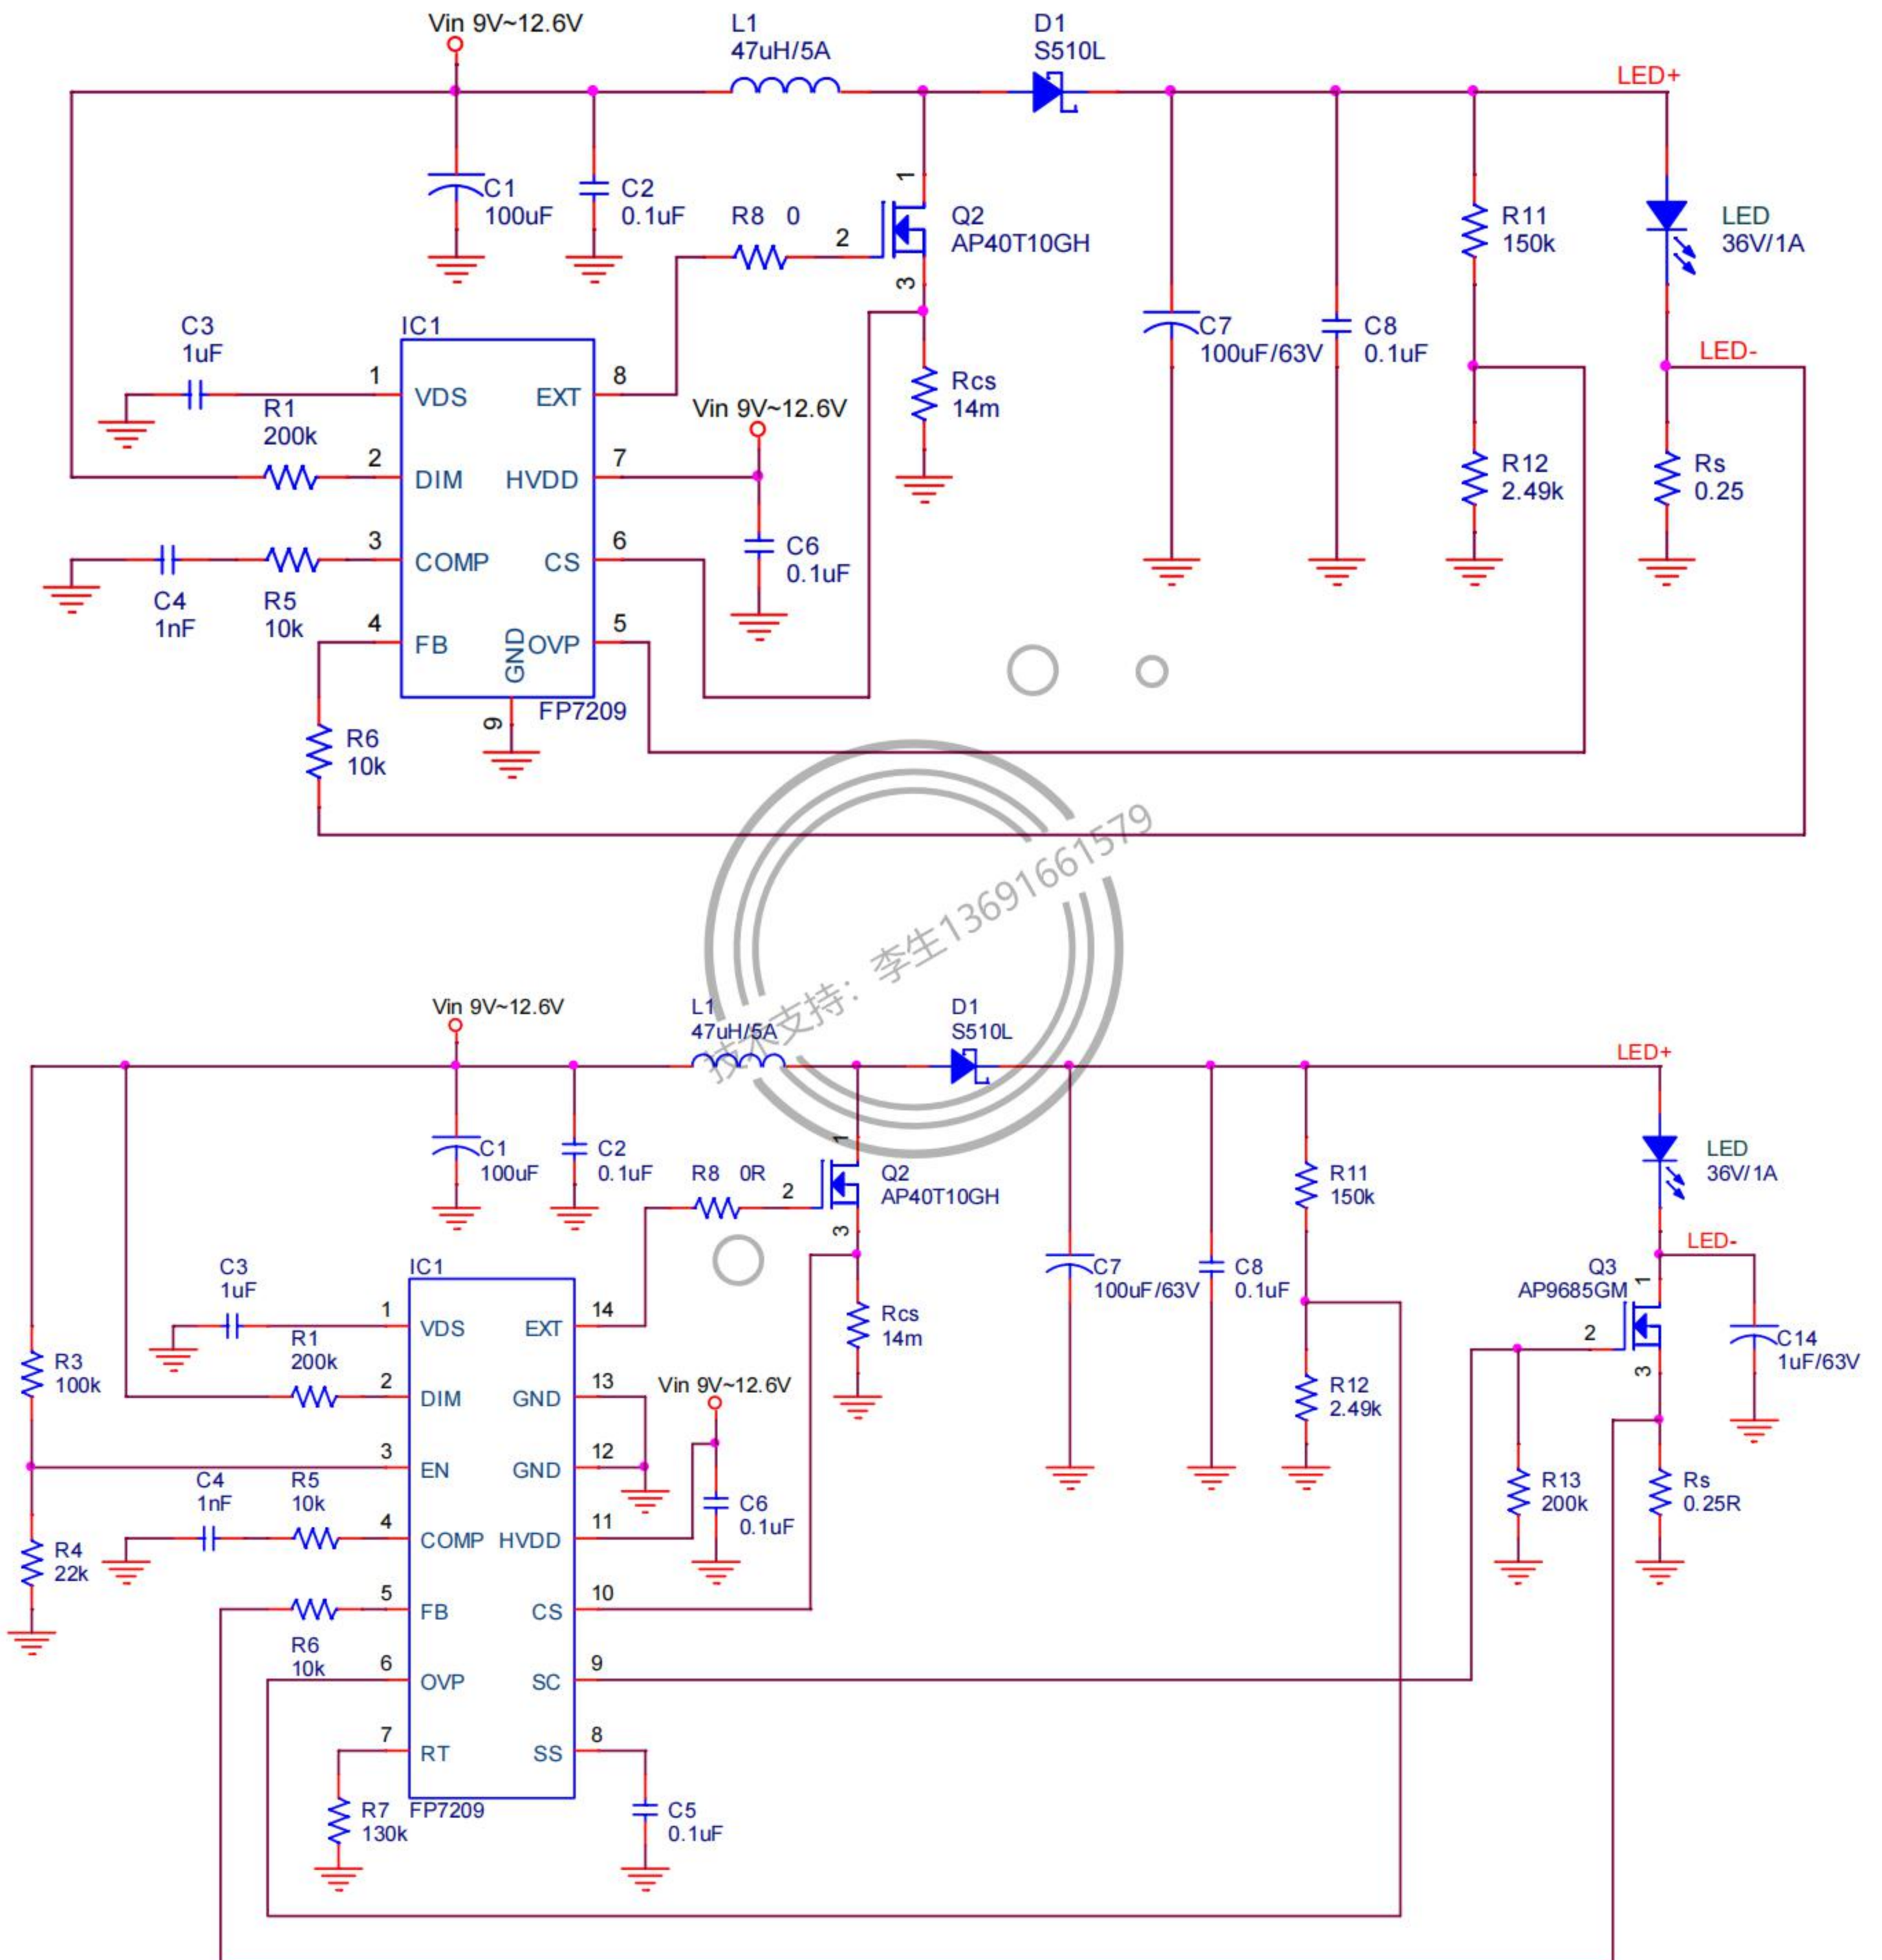 Vin 9V~12.6V
L1
47uH/5A
D1
S510L
LED+
C1
100uF
C2
0.1uF
R8 0
2
1
Q2
AP40T10GH
3
R11
150k
LED
36V/1A
C3
1uF
IC1
C7
100uF/63V
C8
0.1uF
LED-
1
VDS
EXT
8
R1
200k
Vin 9V~12.6V
Rcs
14m
2
DIM
HVDD
7
R12
2.49k
Rs
0.25
3
COMP
CS
6
C6
0.1uF
C4
1nF
R5
10k
4
FB
GND
OVP
5
9
FP7209
R6
10k
技术支持：李生13691661579
Vin 9V~12.6V
L1
47uH/5A
D1
S510L
LED+
C1
100uF
C2
0.1uF
R8 0R
2
1
Q2
AP40T10GH
3
R11
150k
LED
36V/1A
LED-
C3
1uF
IC1
C7
100uF/63V
C8
0.1uF
Q3
AP9685GM
1
2
3
C14
1uF/63V
1
VDS
EXT
14
Rcs
14m
R3
100k
R1
200k
2
DIM
GND
13
Vin 9V~12.6V
R12
2.49k
3
EN
GND
12
C4
1nF
R5
10k
C6
0.1uF
R13
200k
Rs
0.25R
4
COMP
HVDD
11
R4
22k
5
FB
CS
10
R6
10k
6
OVP
SC
9
7
RT
SS
8
R7
130k
FP7209
C5
0.1uF